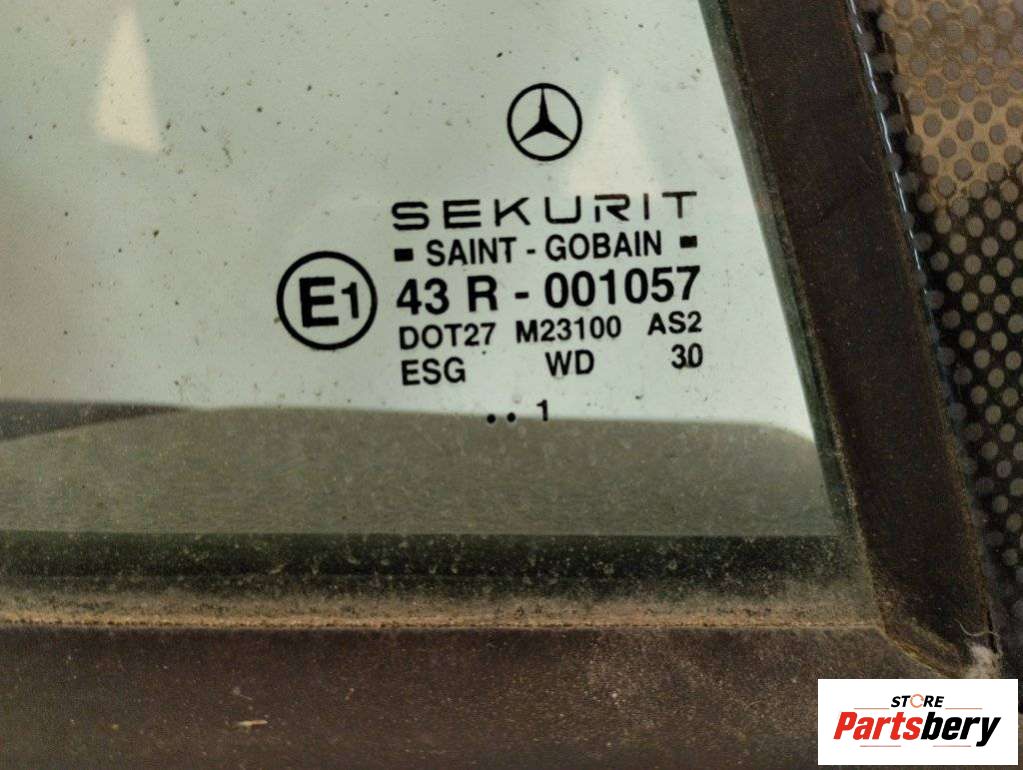 SEKURIT
SAINT - GOBAIN
E1
43 R - 001057
DOT27 M23100 AS2
ESG WD 30
.. 1
STORE
Partsbery